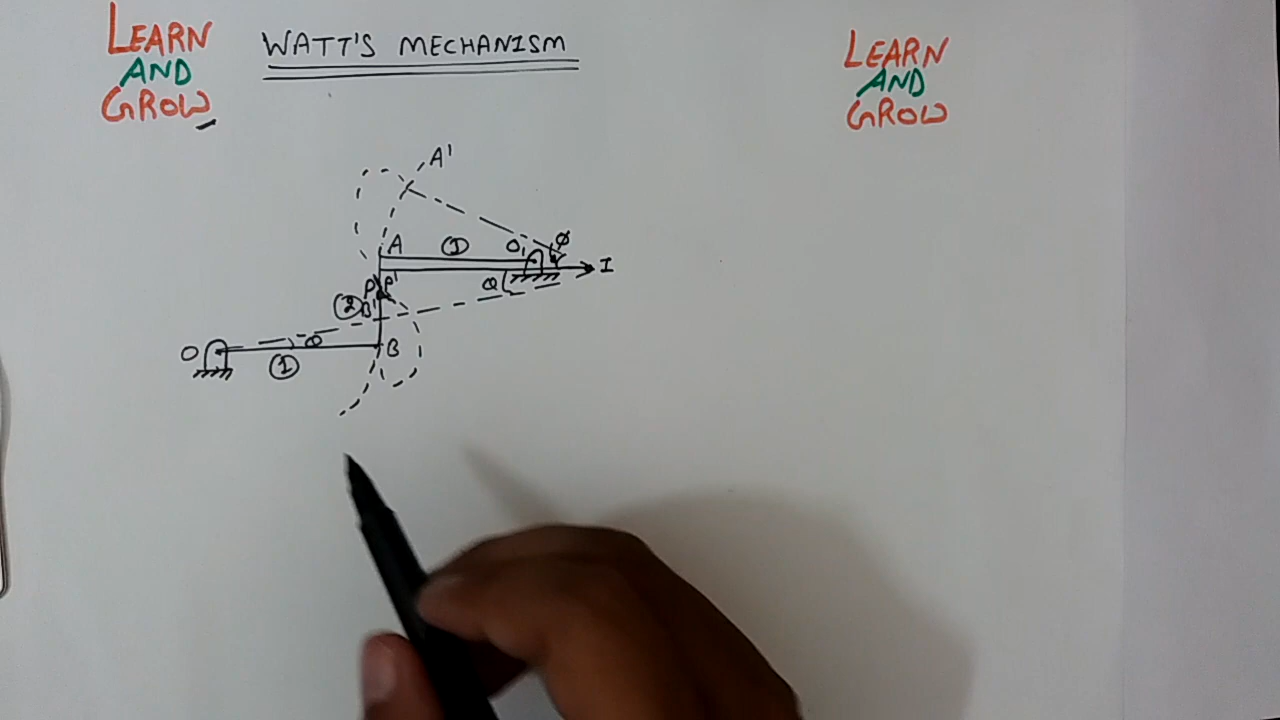 LEARN
AND
GROW
WATT'S MECHANISM
LEARN
AND
GROW
A'
A
1
O₁
Φ
I
P
P'
Q
2
B'
O
Θ
B
1